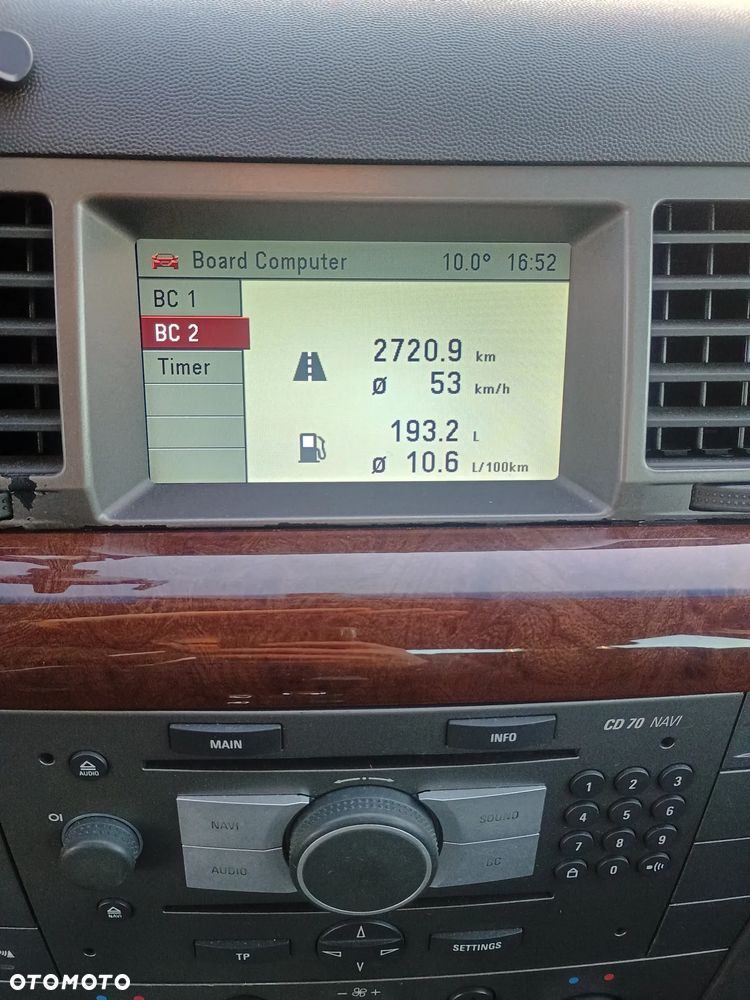 Board Computer 10.0° 16:52
BC 1
BC 2
Timer
2720.9 km
Ø 53 km/h
193.2 L
Ø 10.6 L/100km
CD 70 NAVI
MAIN INFO
AUDIO
1 2 3
4 5 6
7 8 9
0
NAVI SOUND
AUDIO BC
NAVI
TP SETTINGS
- +
OTOMOTO